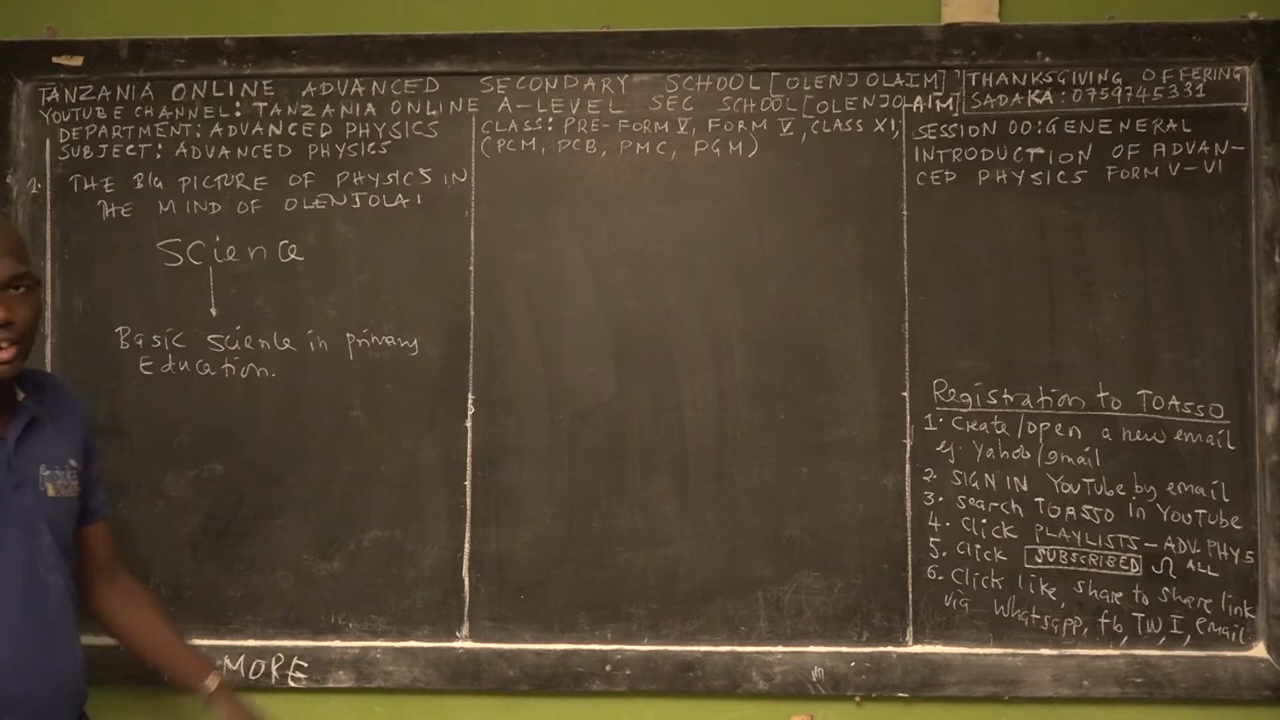 TANZANIA ONLINE ADVANCED SECONDARY SCHOOL [OLENJOLAIM]
YOUTUBE CHANNEL: TANZANIA ONLINE A-LEVEL SEC SCHOOL [OLENJOLAIM]
THANKSGIVING OFFERING
SADAKA: 0759745331
DEPARTMENT: ADVANCED PHYSICS
SUBJECT: ADVANCED PHYSICS
CLASS: PRE-FORM V, FORM V, CLASS XI,
(PCM, PCB, PMC, PGM)
SESSION 00: GENENERAL
INTRODUCTION OF ADVAN-
CED PHYSICS FORM V-VI
1. THE BIG PICTURE OF PHYSICS IN
THE MIND OF OLENJOLAI
Science
Basic science in primary
Education.
Registration to TOASSO
1. Create/open a new email
eg. Yahoo/gmail
2. SIGN IN YouTube by email
3. Search TOASSO in YouTube
4. Click PLAYLISTS - ADV. PHYS
5. Click SUBSCRIBED ALL
6. Click like, share to share link
via Whatsapp, fb, TW, I, email
MORE